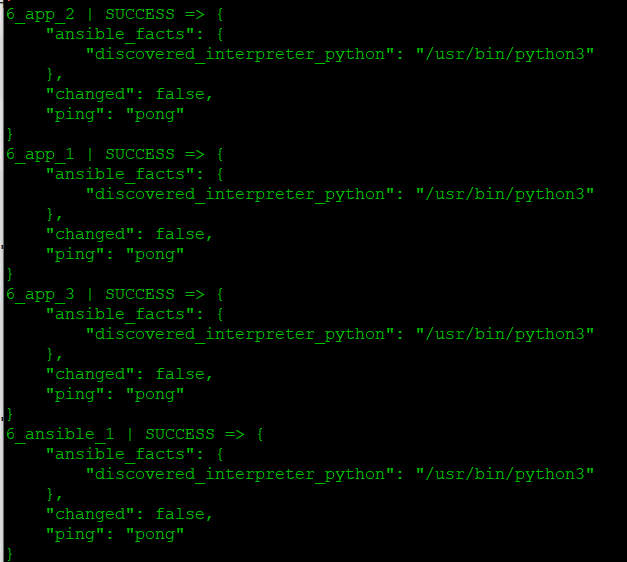 6_app_2 | SUCCESS => {
    "ansible_facts": {
        "discovered_interpreter_python": "/usr/bin/python3"
    },
    "changed": false,
    "ping": "pong"
}
6_app_1 | SUCCESS => {
    "ansible_facts": {
        "discovered_interpreter_python": "/usr/bin/python3"
    },
    "changed": false,
    "ping": "pong"
}
6_app_3 | SUCCESS => {
    "ansible_facts": {
        "discovered_interpreter_python": "/usr/bin/python3"
    },
    "changed": false,
    "ping": "pong"
}
6_ansible_1 | SUCCESS => {
    "ansible_facts": {
        "discovered_interpreter_python": "/usr/bin/python3"
    },
    "changed": false,
    "ping": "pong"
}